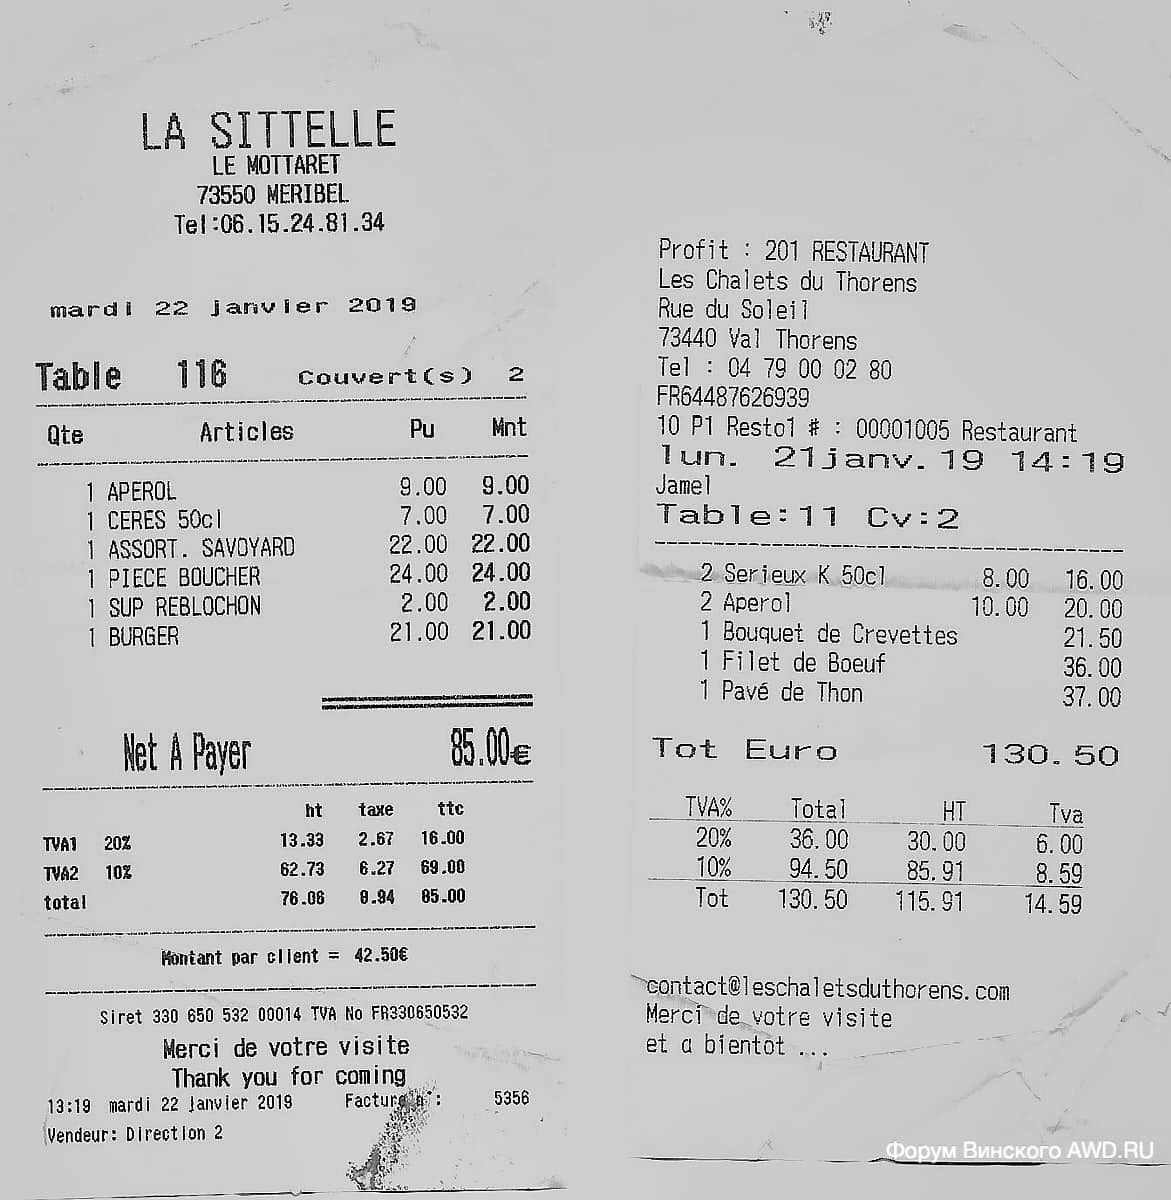 LA SITTELLE
LE MOTTARET
73550 MERIBEL
Tel:06.15.24.81.34
mardi 22 janvier 2019
Table 116 Couvert(s) 2
Qte Articles Pu Mnt
1 APEROL 9.00 9.00
1 CERES 50cl 7.00 7.00
1 ASSORT. SAVOYARD 22.00 22.00
1 PIECE BOUCHER 24.00 24.00
1 SUP REBLOCHON 2.00 2.00
1 BURGER 21.00 21.00
Net A Payer 85.00€
ht taxe ttc
TVA1 20% 13.33 2.67 16.00
TVA2 10% 62.73 6.27 69.00
total 76.06 8.94 85.00
Montant par client = 42.50€
Siret 330 650 532 00014 TVA No FR330650532
Merci de votre visite
Thank you for coming
13:19 mardi 22 janvier 2019 Facture n°: 5356
Vendeur: Direction 2
Profit : 201 RESTAURANT
Les Chalets du Thorens
Rue du Soleil
73440 Val Thorens
Tel : 04 79 00 02 80
FR64487626939
10 P1 Resto1 # : 00001005 Restaurant
lun. 21janv.19 14:19
Jamel
Table:11 Cv:2
2 Serieux K 50cl 8.00 16.00
2 Aperol 10.00 20.00
1 Bouquet de Crevettes 21.50
1 Filet de Boeuf 36.00
1 Pavé de Thon 37.00
Tot Euro 130.50
TVA% Total HT Tva
20% 36.00 30.00 6.00
10% 94.50 85.91 8.59
Tot 130.50 115.91 14.59
contact@leschaletsduthorens.com
Merci de votre visite
et a bientot ...
Форум Винского AWD.RU